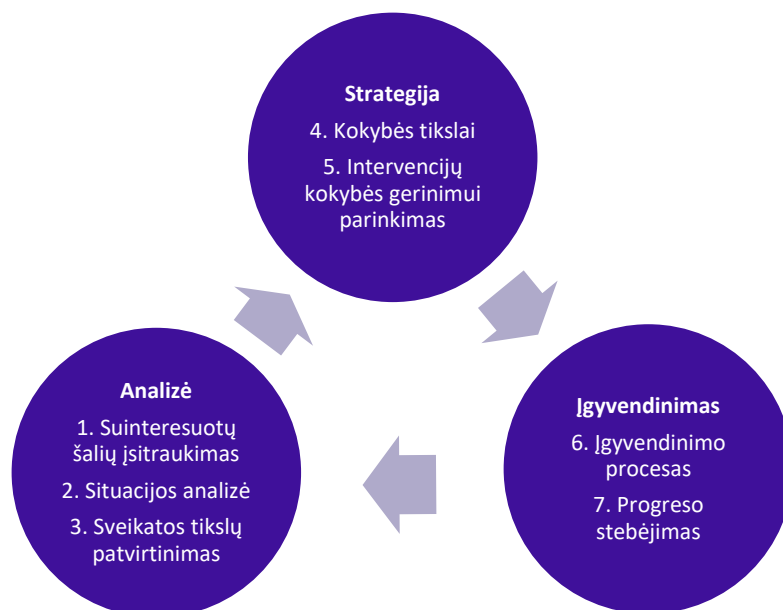 Strategija
4. Kokybės tikslai
5. Intervencijų
kokybės gerinimui
parinkimas
Analizė
1. Suinteresuotų
šalių įsitraukimas
2. Situacijos analizė
3. Sveikatos tikslų
patvirtinimas
Įgyvendinimas
6. Įgyvendinimo
procesas
7. Progreso
stebėjimas